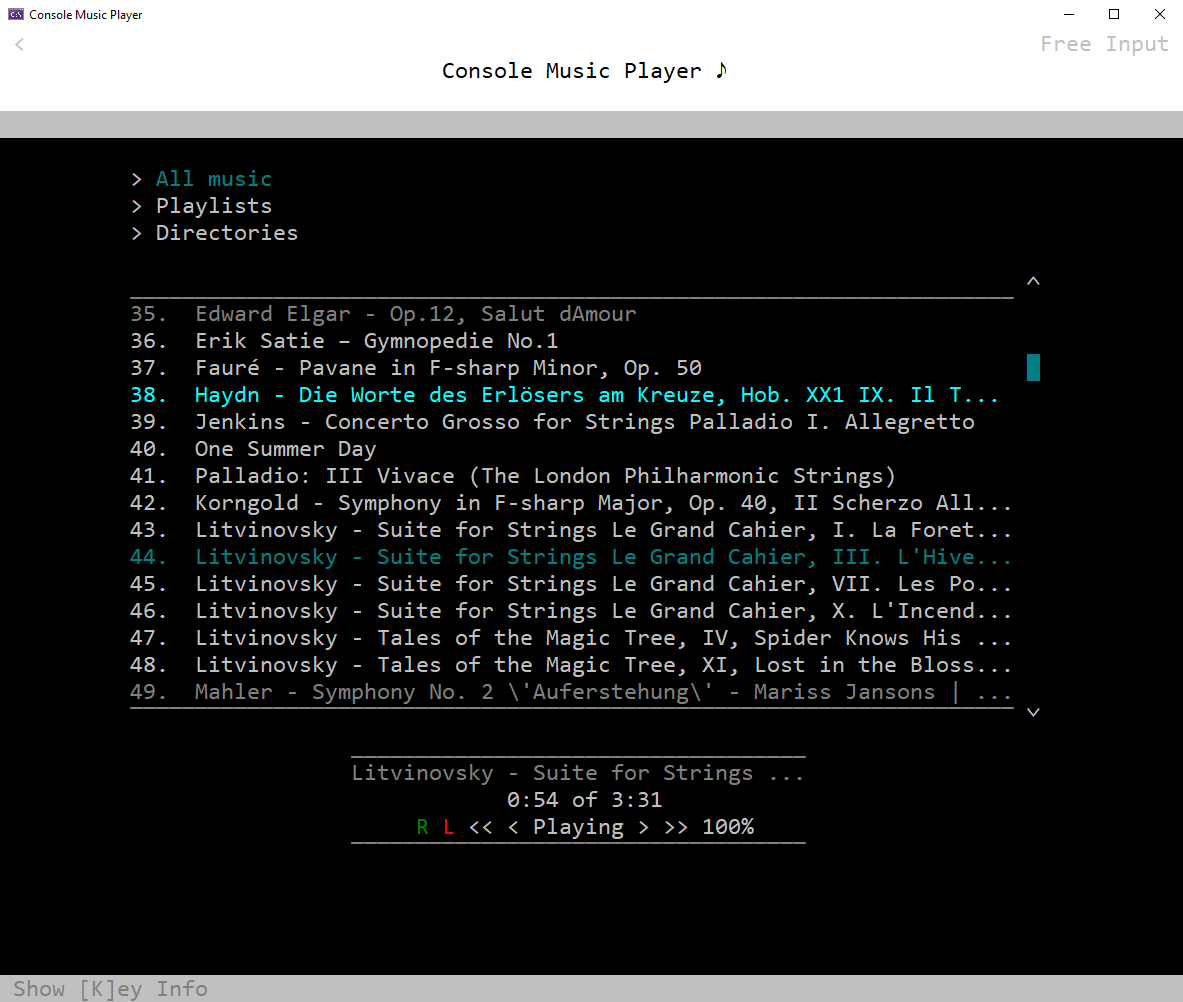 Console Music Player
< Free Input
Console Music Player ♪
> All music
> Playlists
> Directories
^
35. Edward Elgar - Op.12, Salut dAmour
36. Erik Satie – Gymnopedie No.1
37. Fauré - Pavane in F-sharp Minor, Op. 50
38. Haydn - Die Worte des Erlösers am Kreuze, Hob. XX1 IX. Il T...
39. Jenkins - Concerto Grosso for Strings Palladio I. Allegretto
40. One Summer Day
41. Palladio: III Vivace (The London Philharmonic Strings)
42. Korngold - Symphony in F-sharp Major, Op. 40, II Scherzo All...
43. Litvinovsky - Suite for Strings Le Grand Cahier, I. La Foret...
44. Litvinovsky - Suite for Strings Le Grand Cahier, III. L'Hive...
45. Litvinovsky - Suite for Strings Le Grand Cahier, VII. Les Po...
46. Litvinovsky - Suite for Strings Le Grand Cahier, X. L'Incend...
47. Litvinovsky - Tales of the Magic Tree, IV, Spider Knows His ...
48. Litvinovsky - Tales of the Magic Tree, XI, Lost in the Bloss...
49. Mahler - Symphony No. 2 \'Auferstehung\' - Mariss Jansons | ...
v
Litvinovsky - Suite for Strings ...
0:54 of 3:31
R L << < Playing > >> 100%
Show [K]ey Info